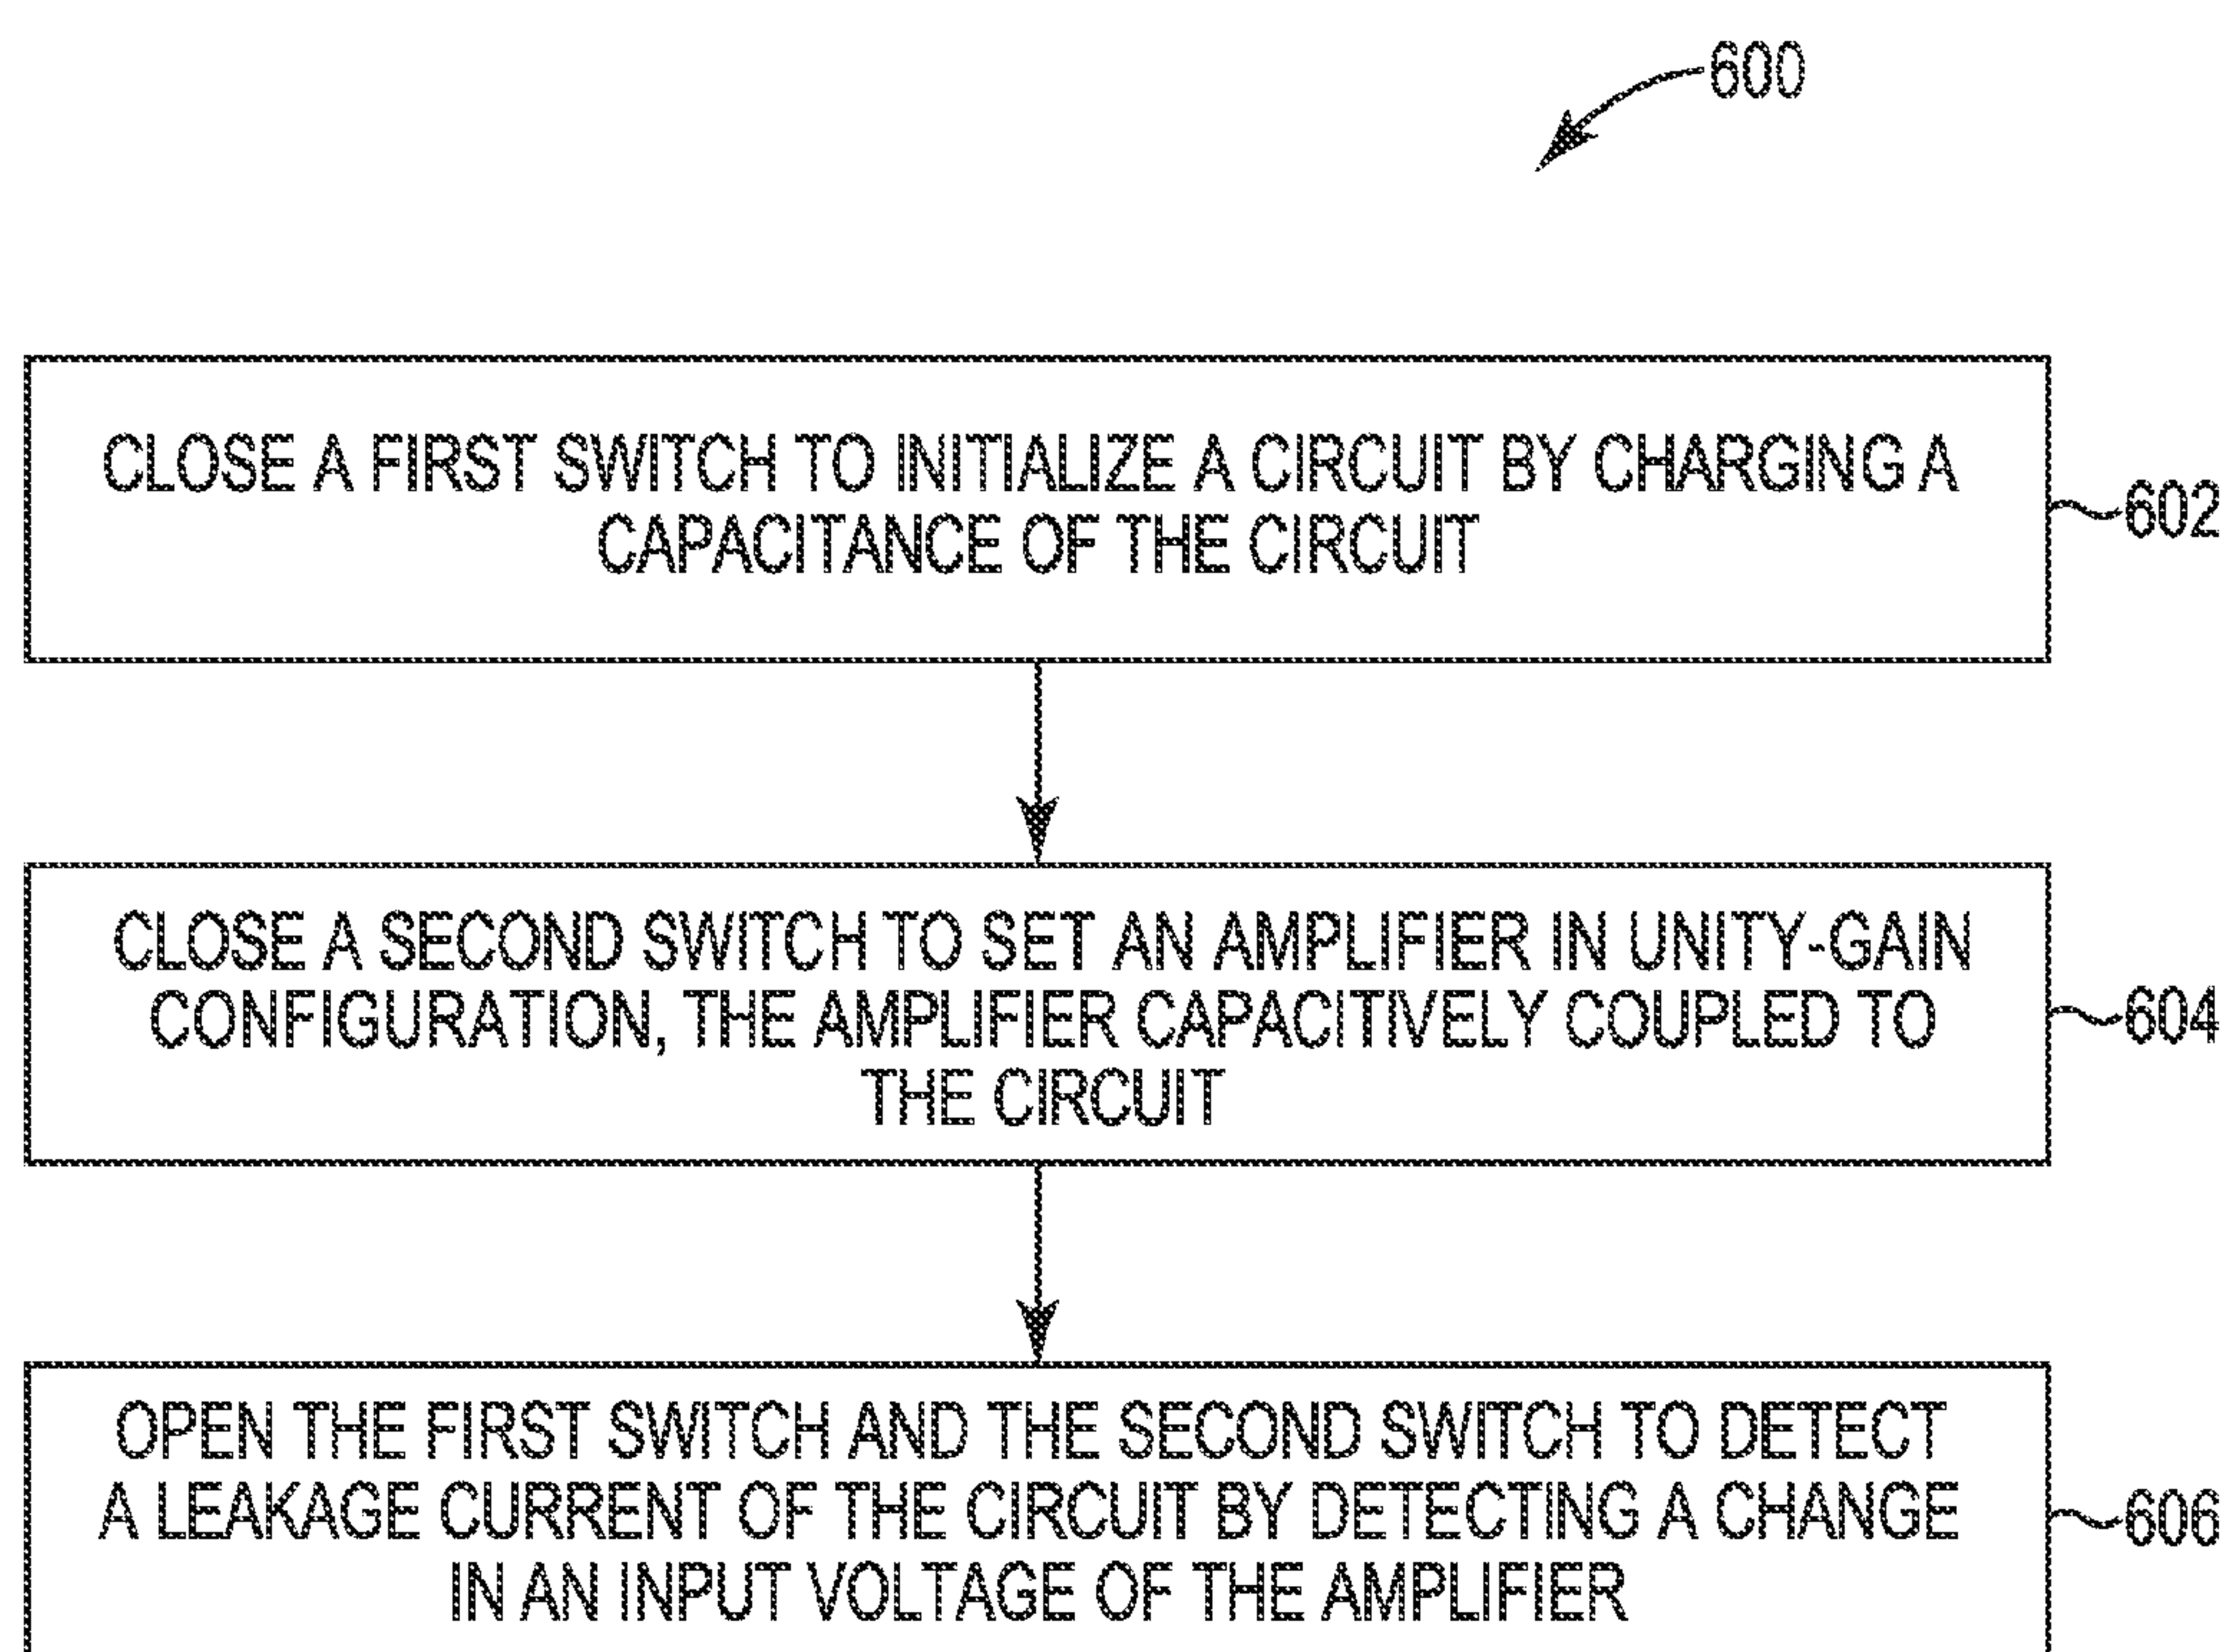 600
CLOSE A FIRST SWITCH TO INITIALIZE A CIRCUIT BY CHARGING A
CAPACITANCE OF THE CIRCUIT
602
CLOSE A SECOND SWITCH TO SET AN AMPLIFIER IN UNITY-GAIN
CONFIGURATION, THE AMPLIFIER CAPACITIVELY COUPLED TO
THE CIRCUIT
604
OPEN THE FIRST SWITCH AND THE SECOND SWITCH TO DETECT
A LEAKAGE CURRENT OF THE CIRCUIT BY DETECTING A CHANGE
IN AN INPUT VOLTAGE OF THE AMPLIFIER
606